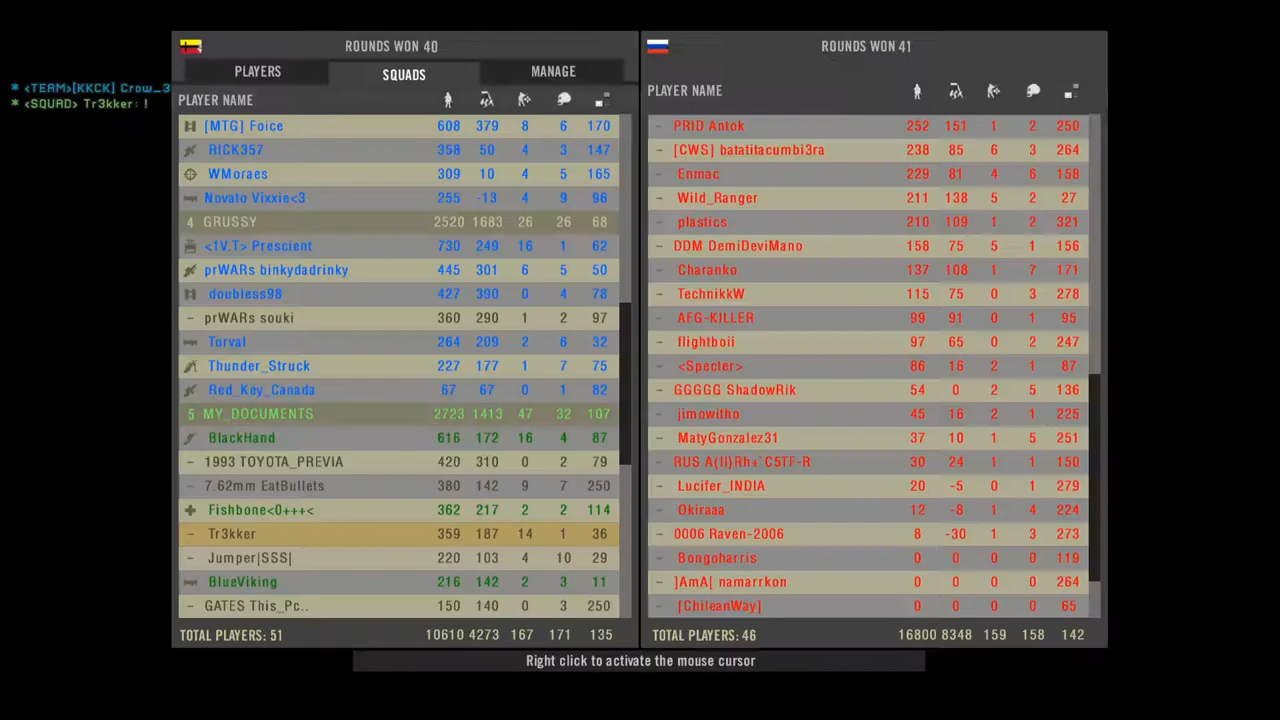 ROUNDS WON 40
PLAYERS SQUADS MANAGE
* <TEAM>[KKCK] Crow_3
* <SQUAD> Tr3kker: !
PLAYER NAME
[MTG] Foice 608 379 8 6 170
RICK357 358 50 4 3 147
WMoraes 309 10 4 5 165
Novato Vixxie<3 255 -13 4 9 96
4 GRUSSY 2520 1683 26 26 68
<1V.T> Prescient 730 249 16 1 62
prWARs binkydadrinky 445 301 6 5 50
doubless98 427 390 0 4 78
prWARs souki 360 290 1 2 97
Torval 264 209 2 6 32
Thunder_Struck 227 177 1 7 75
Red_Key_Canada 67 67 0 1 82
5 MY_DOCUMENTS 2723 1413 47 32 107
BlackHand 616 172 16 4 87
- 1993 TOYOTA_PREVIA 420 310 0 2 79
- 7.62mm EatBullets 380 142 9 7 250
Fishbone<0+++< 362 217 2 2 114
- Tr3kker 359 187 14 1 36
- Jumper|SSS| 220 103 4 10 29
BlueViking 216 142 2 3 11
- GATES This_Pc.. 150 140 0 3 250
TOTAL PLAYERS: 51 10610 4273 167 171 135
ROUNDS WON 41
PLAYER NAME
- PRID Antok 252 151 1 2 250
- [CWS] batatitacumbi3ra 238 85 6 3 264
- Enmac 229 81 4 6 158
- Wild_Ranger 211 138 5 2 27
- plastics 210 109 1 2 321
- DDM DemiDeviMano 158 75 5 1 156
- Charanko 137 108 1 7 171
- TechnikkW 115 75 0 3 278
- AFG-KILLER 99 91 0 1 95
- flightboii 97 65 0 2 247
- <Specter> 86 16 2 1 87
- GGGGG ShadowRik 54 0 2 5 136
- jimowitho 45 16 2 1 225
- MatyGonzalez31 37 10 1 5 251
- RUS A(II)Rh+`C5TF-R 30 24 1 1 150
- Lucifer_INDIA 20 -5 0 1 279
- Okiraaa 12 -8 1 4 224
- 0006 Raven-2006 8 -30 1 3 273
- Bongoharris 0 0 0 0 119
- ]AmA[ namarrkon 0 0 0 0 264
- [ChileanWay] 0 0 0 0 65
TOTAL PLAYERS: 46 16800 8348 159 158 142
Right click to activate the mouse cursor